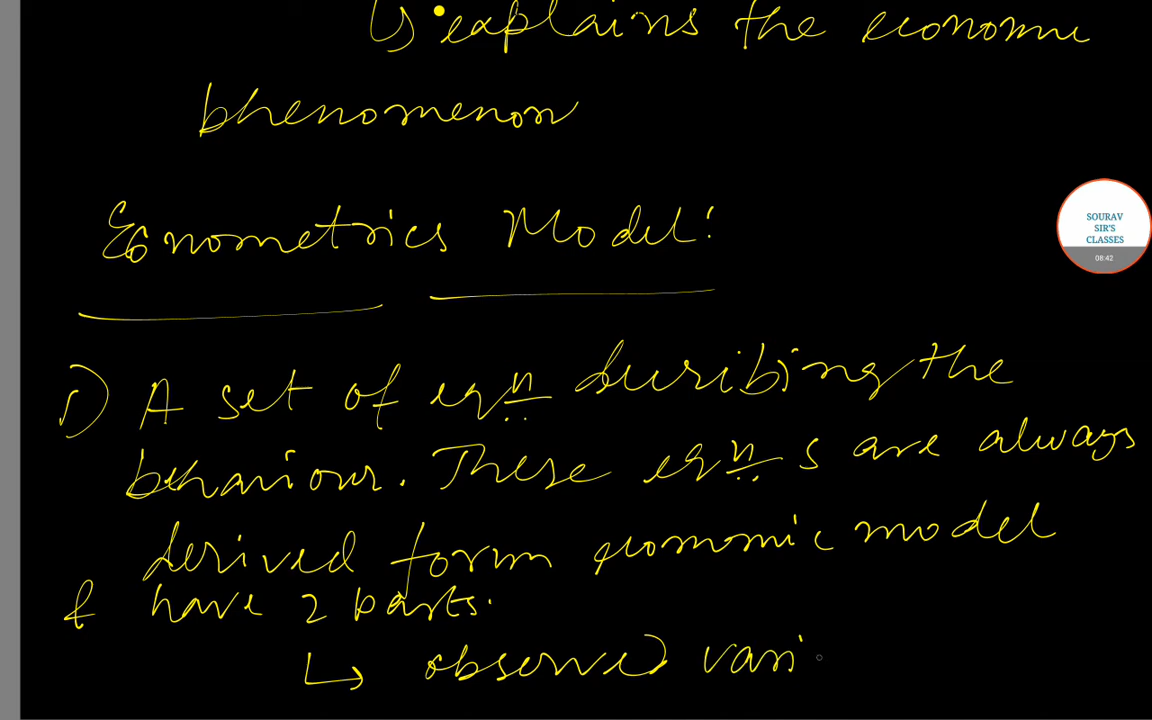 ↳ explains the economic
phenomenon
Econometrics Model:
1) A set of eqn describing the
behaviour. These eqn s are always
derived form economic model
& have 2 parts.
↳ observed vari
SOURAV
SIR'S
CLASSES
08:42